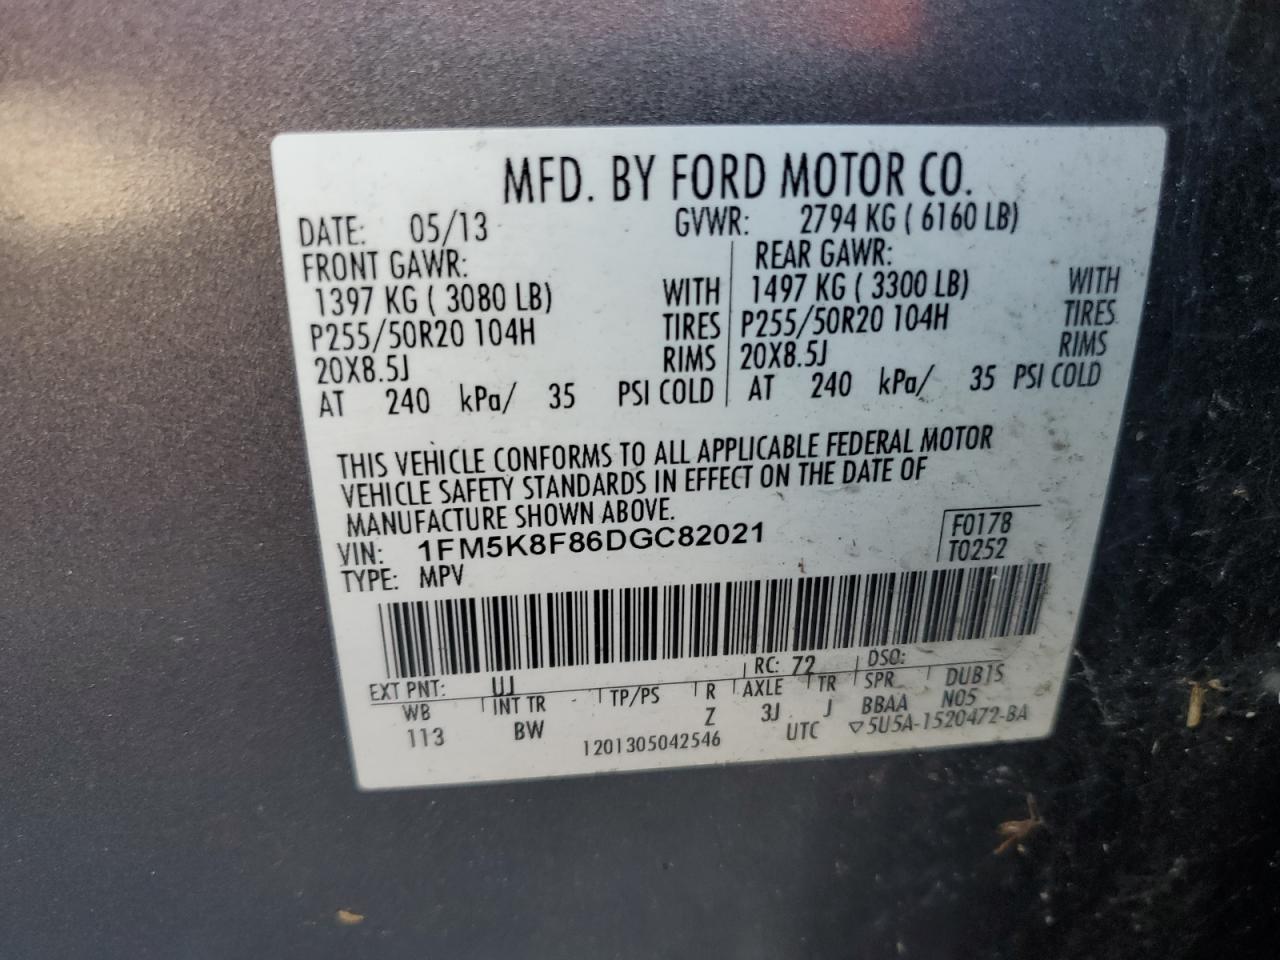 MFD. BY FORD MOTOR CO.
DATE: 05/13 GVWR: 2794 KG ( 6160 LB)
FRONT GAWR: REAR GAWR:
1397 KG ( 3080 LB) WITH 1497 KG ( 3300 LB) WITH
P255/50R20 104H TIRES P255/50R20 104H TIRES
20X8.5J RIMS 20X8.5J RIMS
AT 240 kPa/ 35 PSI COLD AT 240 kPa/ 35 PSI COLD
THIS VEHICLE CONFORMS TO ALL APPLICABLE FEDERAL MOTOR
VEHICLE SAFETY STANDARDS IN EFFECT ON THE DATE OF
MANUFACTURE SHOWN ABOVE.
VIN: 1FM5K8F86DGC82021 F0178
TYPE: MPV T0252
EXT PNT: UJ RC: 72 DSO:
WB INT TR TP/PS R AXLE TR SPR DUB1S
113 BW Z 3J J BBAA N05
1201305042546 UTC ▽5U5A-1520472-BA